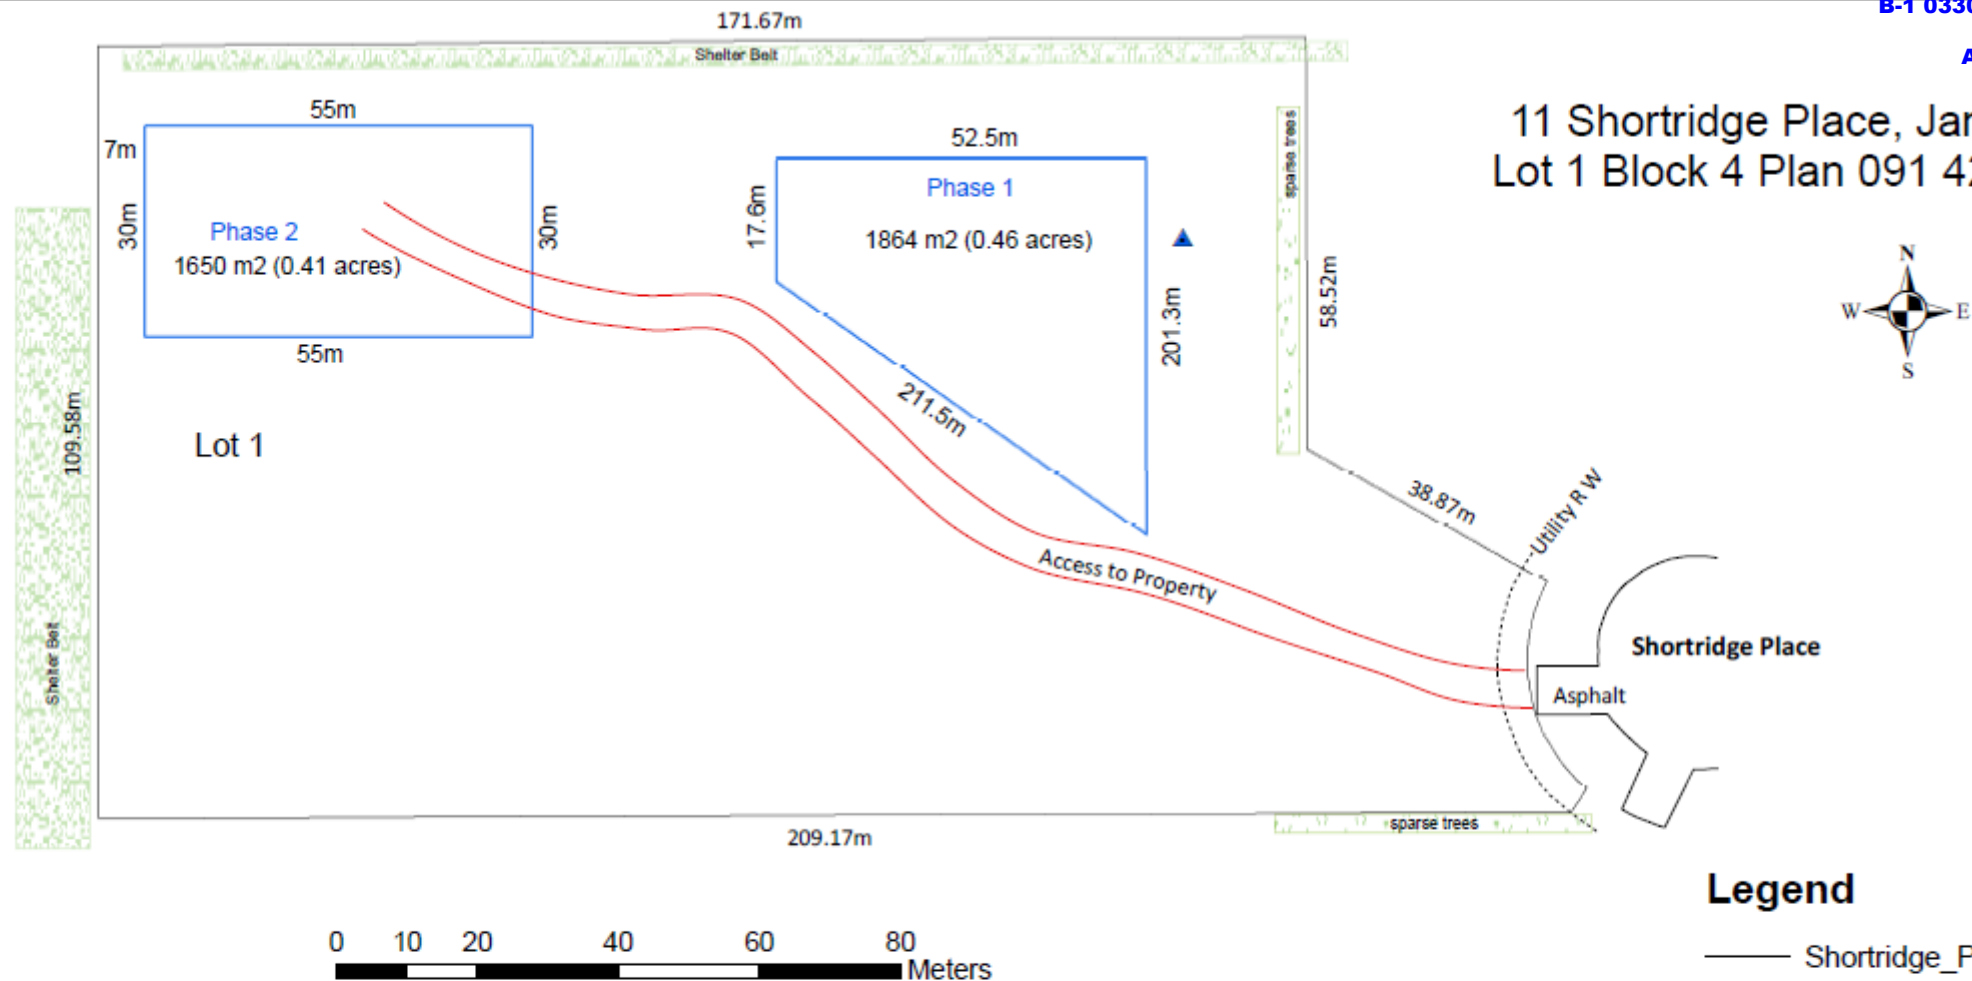 171.67m
B-1 0330
A
Shelter Belt
11 Shortridge Place, Jar
Lot 1 Block 4 Plan 091 42
55m
7m
52.5m
sparse trees
Phase 1
17.6m
1864 m2 (0.46 acres)
30m
Phase 2
1650 m2 (0.41 acres)
30m
N
W E
S
58.52m
201.3m
55m
211.5m
109.58m
Lot 1
38.87m
Utility R W
Access to Property
Shortridge Place
Shelter Belt
Asphalt
sparse trees
209.17m
Legend
0 10 20 40 60 80
Meters
Shortridge_P